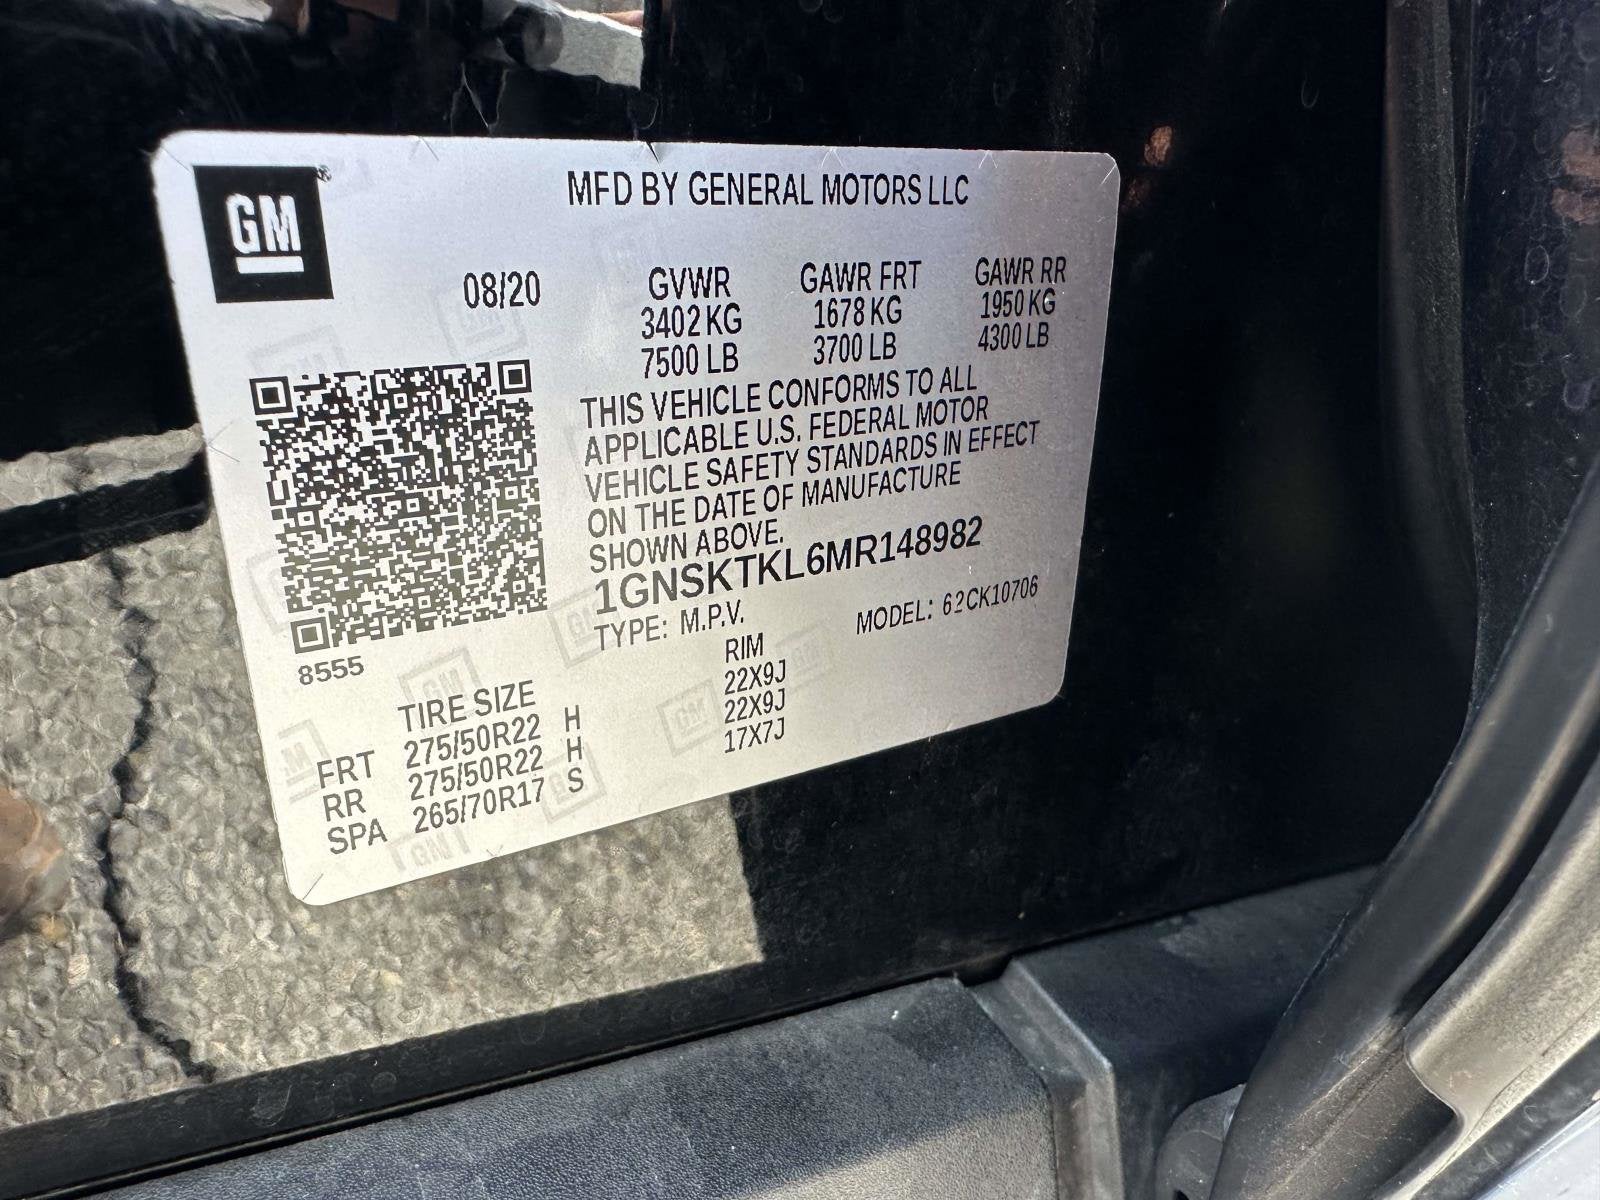 GM
MFD BY GENERAL MOTORS LLC
08/20
GVWR GAWR FRT GAWR RR
3402 KG 1678 KG 1950 KG
7500 LB 3700 LB 4300 LB
THIS VEHICLE CONFORMS TO ALL
APPLICABLE U.S. FEDERAL MOTOR
VEHICLE SAFETY STANDARDS IN EFFECT
ON THE DATE OF MANUFACTURE
SHOWN ABOVE.
1GNSKTKL6MR148982
TYPE: M.P.V. MODEL: 62CK10706
8555
TIRE SIZE RIM
FRT 275/50R22 H 22X9J
RR 275/50R22 H 22X9J
SPA 265/70R17 S 17X7J